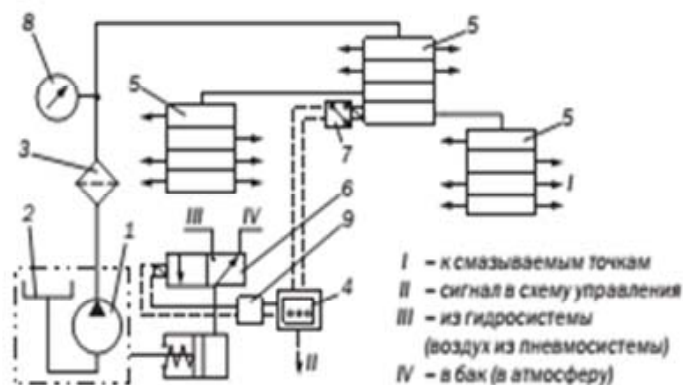 8
5
5
5
3
7
I
2
1
6
III
IV
9
4
II
I – к смазываемым точкам
II – сигнал в схему управления
III – из гидросистемы
(воздух из пневмосистемы)
IV – в бак (в атмосферу)